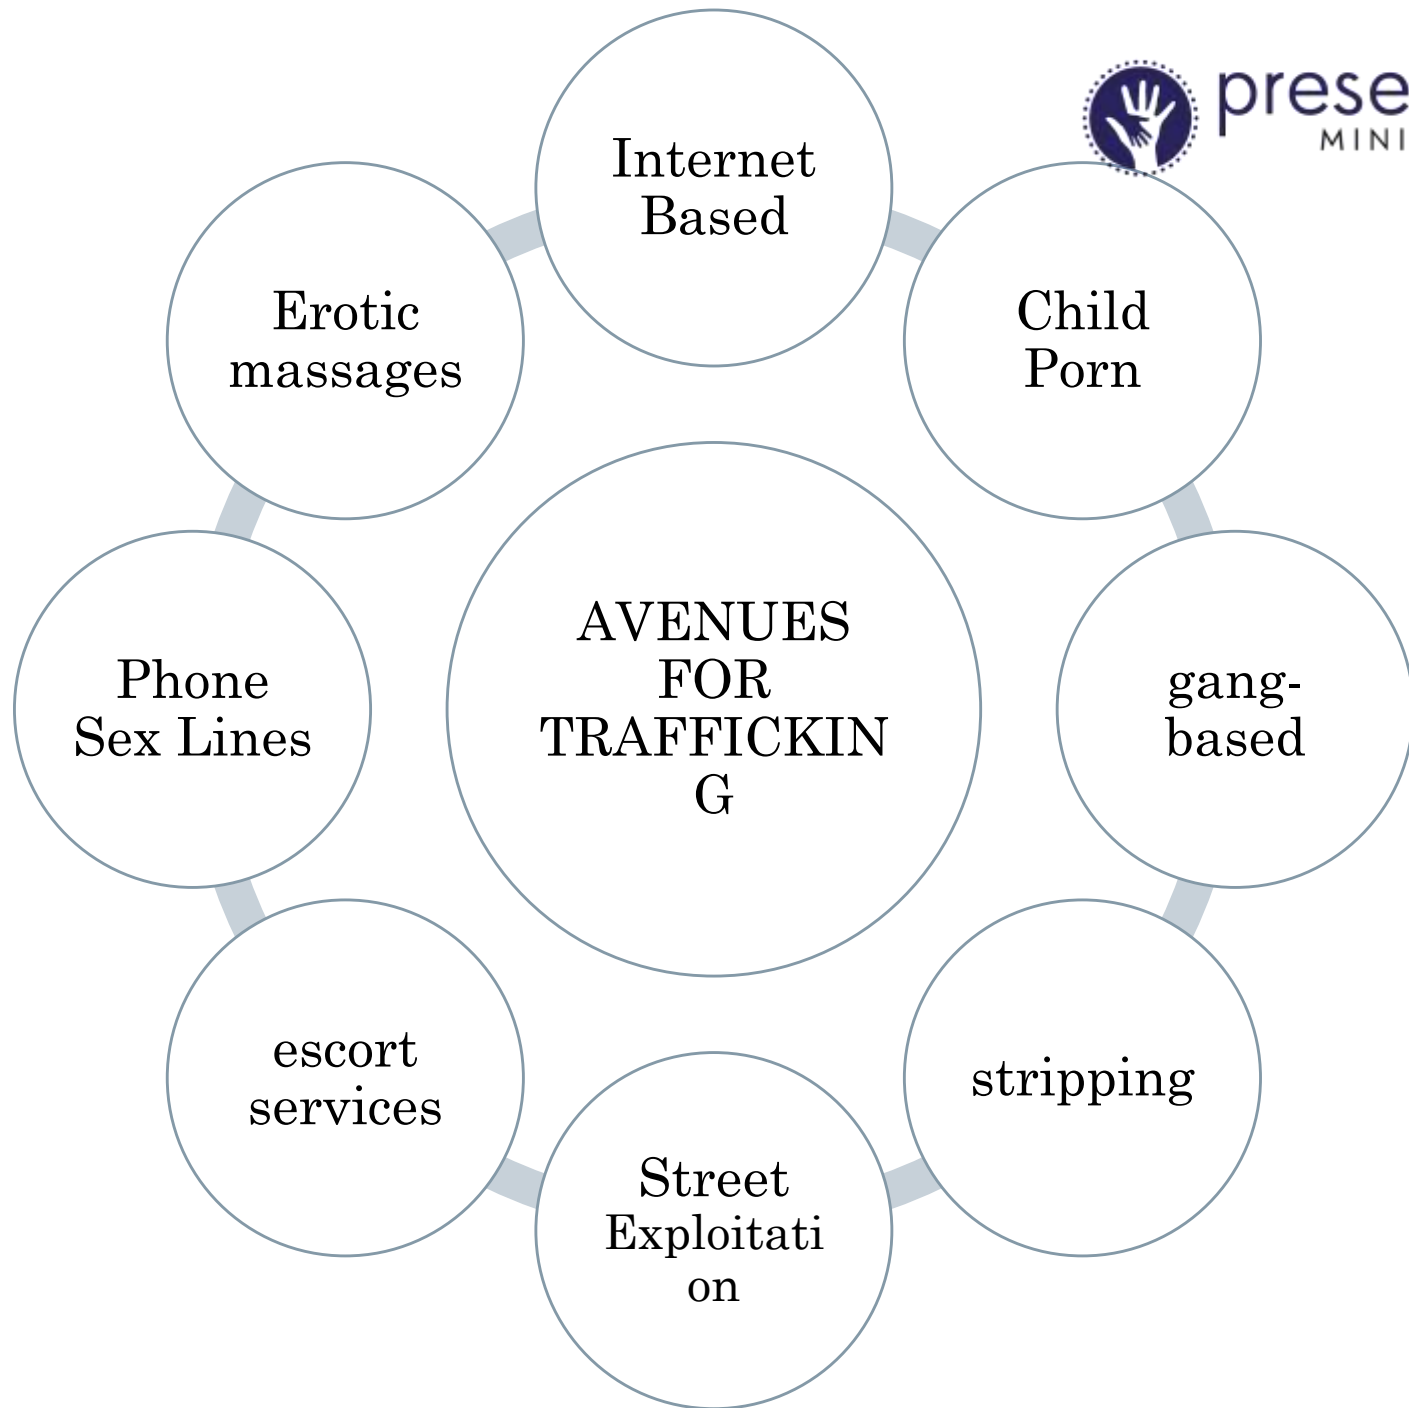 Internet
Based
prese
MINI
Child
Porn
gang-
based
stripping
Street
Exploitati
on
escort
services
Phone
Sex Lines
Erotic
massages
AVENUES
FOR
TRAFFICKIN
G